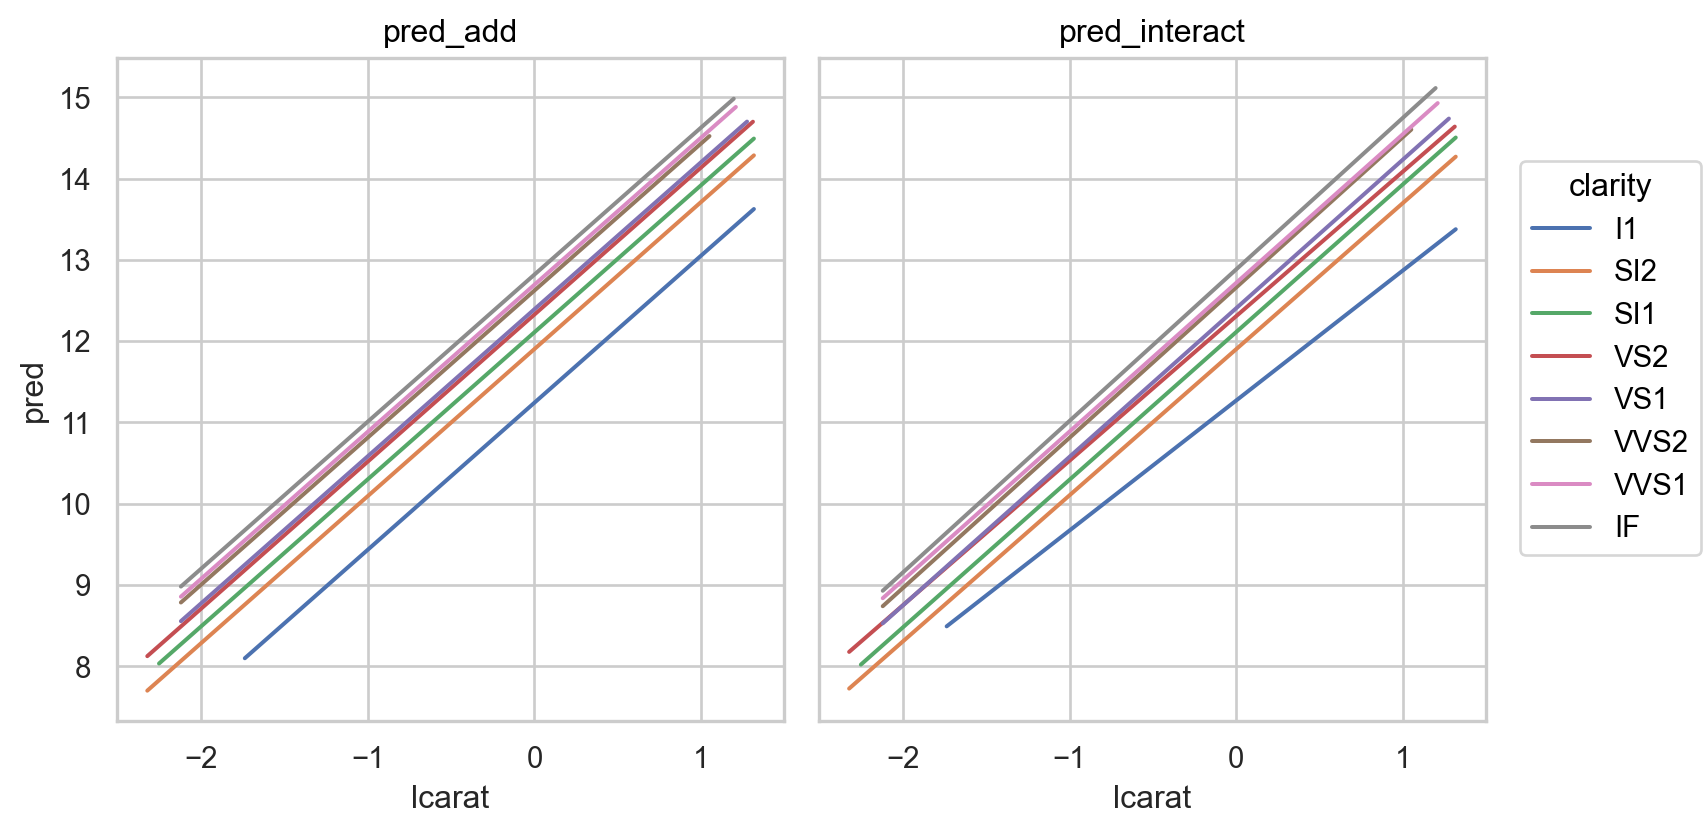 pred_add
pred_interact
15
14
13
12
11
10
9
8
pred
−2
−1
0
1
−2
−1
0
1
lcarat
lcarat
clarity
I1
SI2
SI1
VS2
VS1
VVS2
VVS1
IF